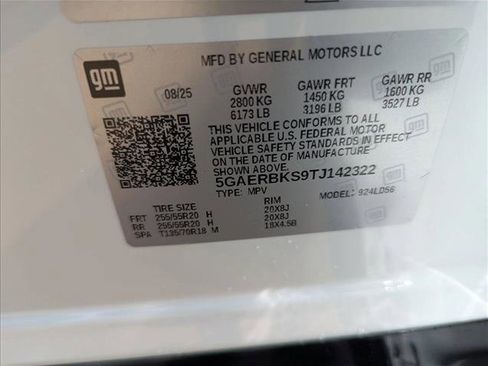 gm
MFD BY GENERAL MOTORS LLC
08/25 GVWR GAWR FRT GAWR RR
2800 KG 1450 KG 1600 KG
6173 LB 3196 LB 3527 LB
THIS VEHICLE CONFORMS TO ALL
APPLICABLE U.S. FEDERAL MOTOR
VEHICLE SAFETY STANDARDS IN EFFECT
ON THE DATE OF MANUFACTURE
SHOWN ABOVE.
5GAERBKS9TJ142322
TYPE: MPV MODEL: 924LD56
TIRE SIZE RIM
FRT 255/55R20 H 20X8J
RR 255/55R20 H 20X8J
SPA T135/70R18 M 18X4.5B